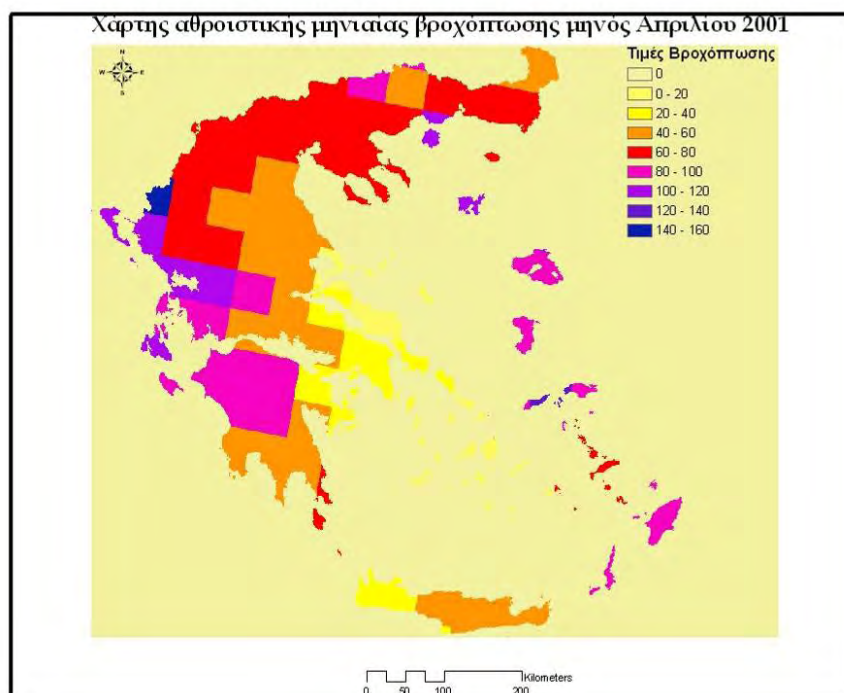 Χάρτης αθροιστικής μηνιαίας βροχόπτωσης μηνός Απριλίου 2001
N
W E
S
Τιμές Βροχόπτωσης
0
0 - 20
20 - 40
40 - 60
60 - 80
80 - 100
100 - 120
120 - 140
140 - 160
Kilometers
0 50 100 200